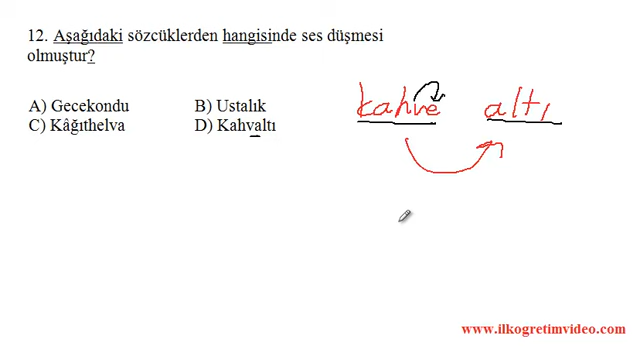 12. Aşağıdaki sözcüklerden hangisinde ses düşmesi
olmuştur?
A) Gecekondu B) Ustalık
C) Kâğıthelva D) Kahvaltı
kahve altı
www.ilkogretimvideo.com